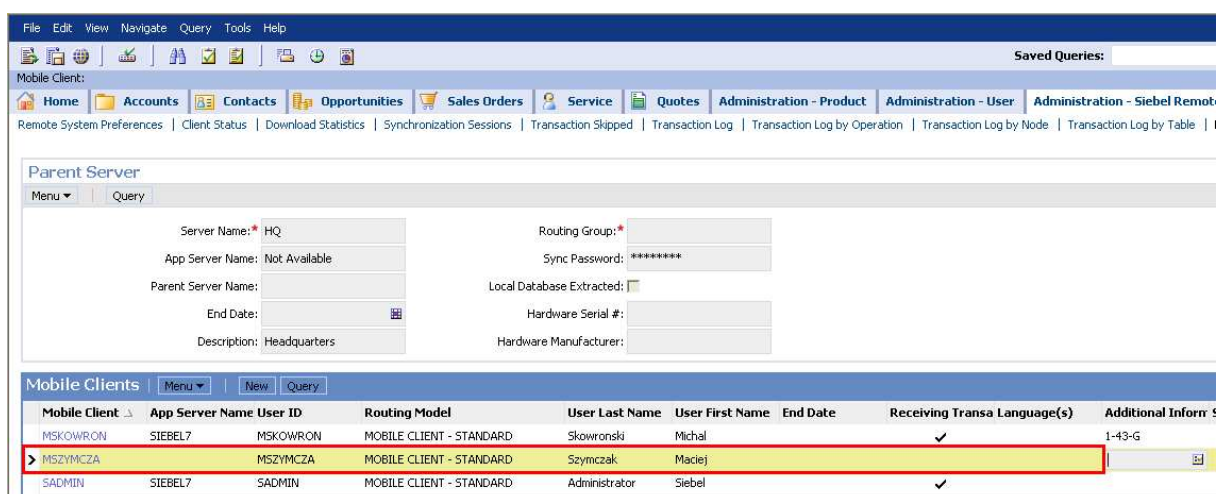 File Edit View Navigate Query Tools Help
Saved Queries:
Mobile Client:
Home Accounts Contacts Opportunities Sales Orders Service Quotes Administration - Product Administration - User Administration - Siebel Remot
Remote System Preferences | Client Status | Download Statistics | Synchronization Sessions | Transaction Skipped | Transaction Log | Transaction Log by Operation | Transaction Log by Node | Transaction Log by Table |
Parent Server
Menu Query
Server Name:* HQ Routing Group:*
App Server Name: Not Available Sync Password: ********
Parent Server Name: Local Database Extracted:
End Date: Hardware Serial #:
Description: Headquarters Hardware Manufacturer:
Mobile Clients Menu New Query
Mobile Client App Server Name User ID Routing Model User Last Name User First Name End Date Receiving Transa Language(s) Additional Inform S
MSKOWRON SIEBEL7 MSKOWRON MOBILE CLIENT - STANDARD Skowronski Michal ✓ 1-43-G
MSZYMCZA MSZYMCZA MOBILE CLIENT - STANDARD Szymczak Maciej
SADMIN SIEBEL7 SADMIN MOBILE CLIENT - STANDARD Administrator Siebel ✓